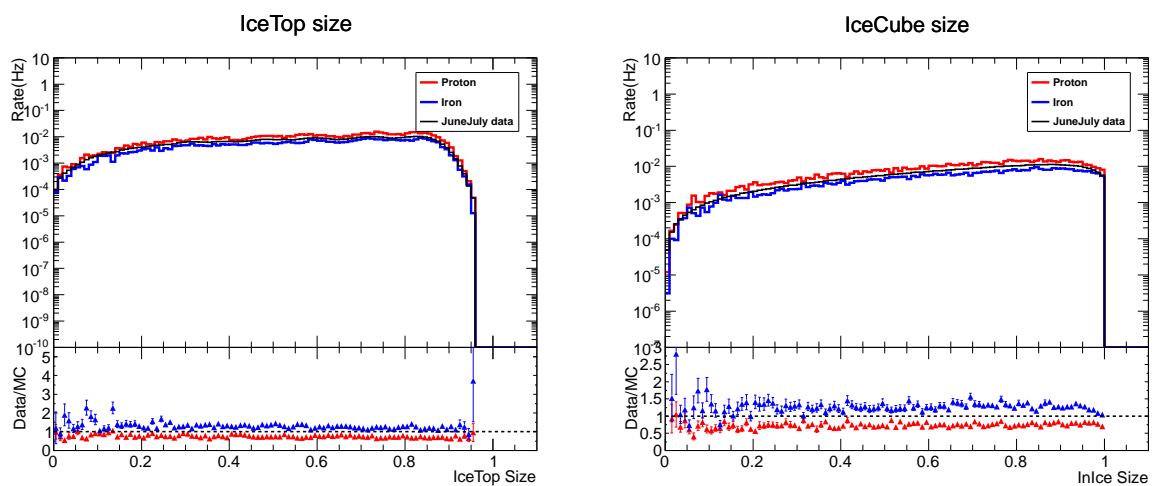 IceTop size
IceCube size
Rate(Hz)
10
1
10-1
10-2
10-3
10-4
10-5
10-6
10-7
10-8
10-9
10-10
Proton
Iron
JuneJuly data
Data/MC
5
4
3
2
1
0
0 0.2 0.4 0.6 0.8 1
IceTop Size
Rate(Hz)
10
1
10-1
10-2
10-3
10-4
10-5
10-6
Proton
Iron
JuneJuly data
Data/MC
2.5
2
1.5
1
0.5
0
0 0.2 0.4 0.6 0.8 1
InIce Size